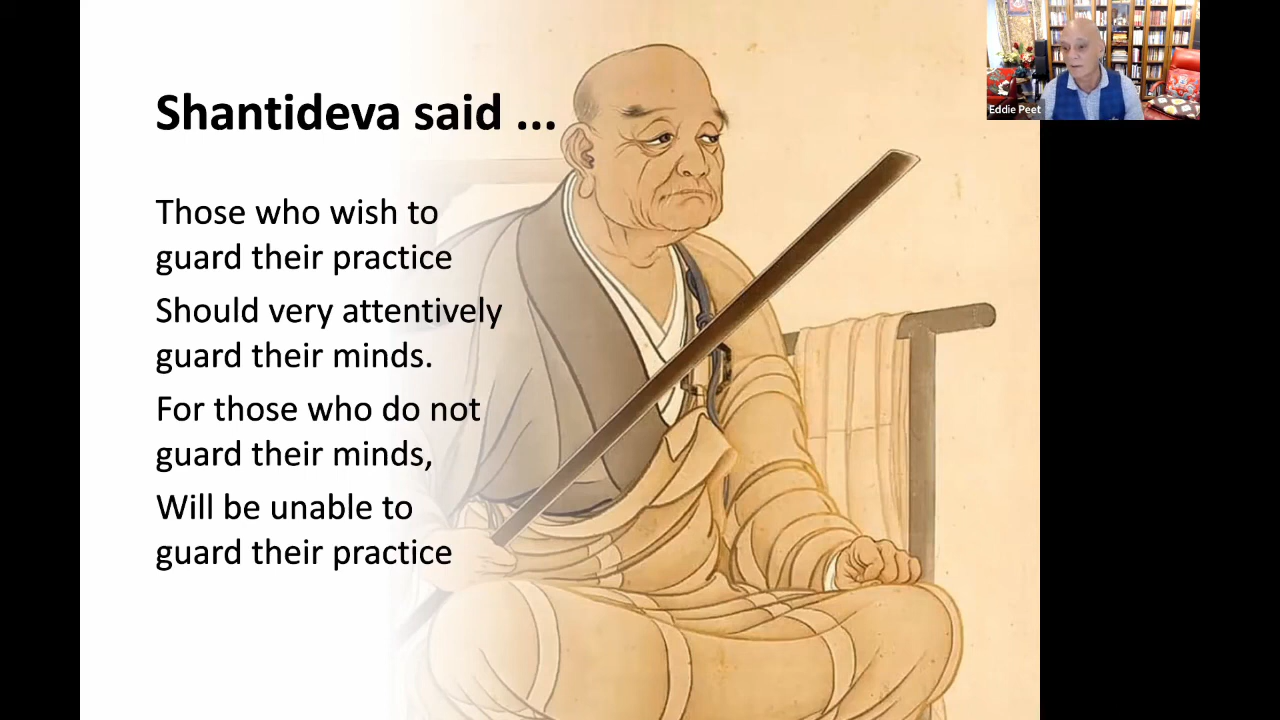 Shantideva said ...
Those who wish to
guard their practice
Should very attentively
guard their minds.
For those who do not
guard their minds,
Will be unable to
guard their practice
Eddie Peet